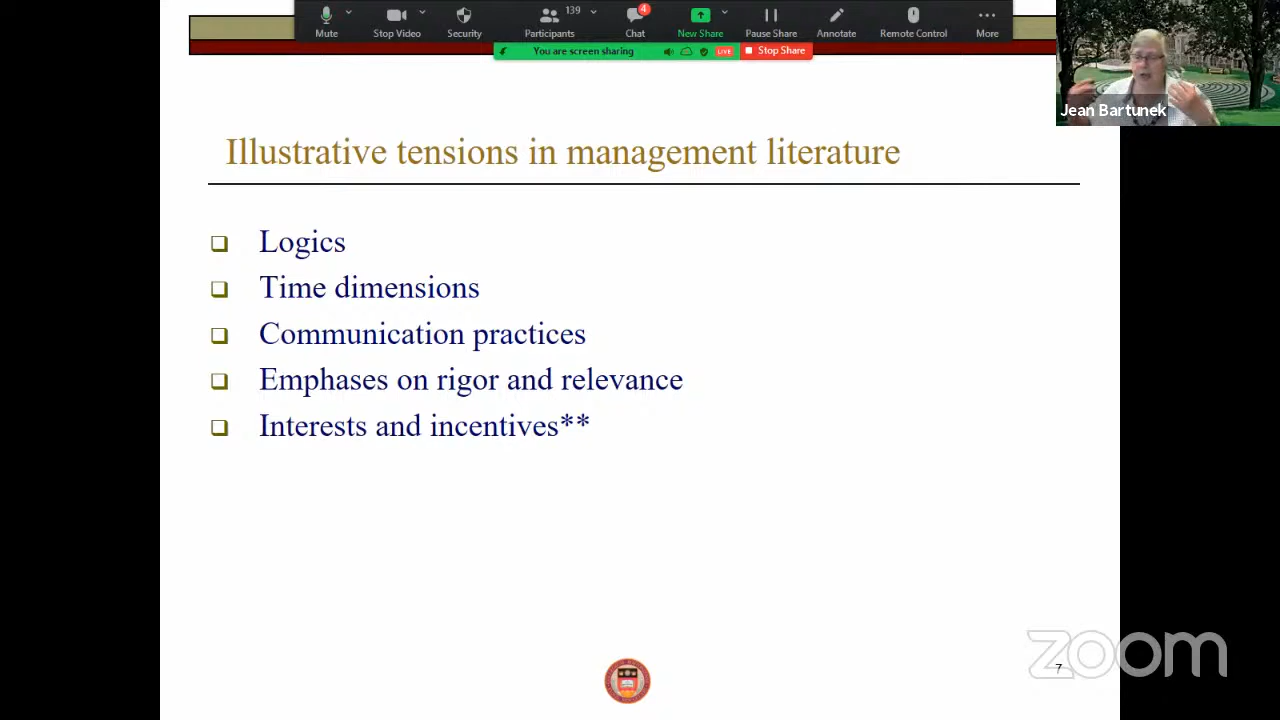 Mute
Stop Video
Security
Participants
139
Chat
4
New Share
Pause Share
Annotate
Remote Control
More
You are screen sharing
LIVE
Stop Share
Jean Bartunek
Illustrative tensions in management literature
Logics
Time dimensions
Communication practices
Emphases on rigor and relevance
Interests and incentives**
zoom
7